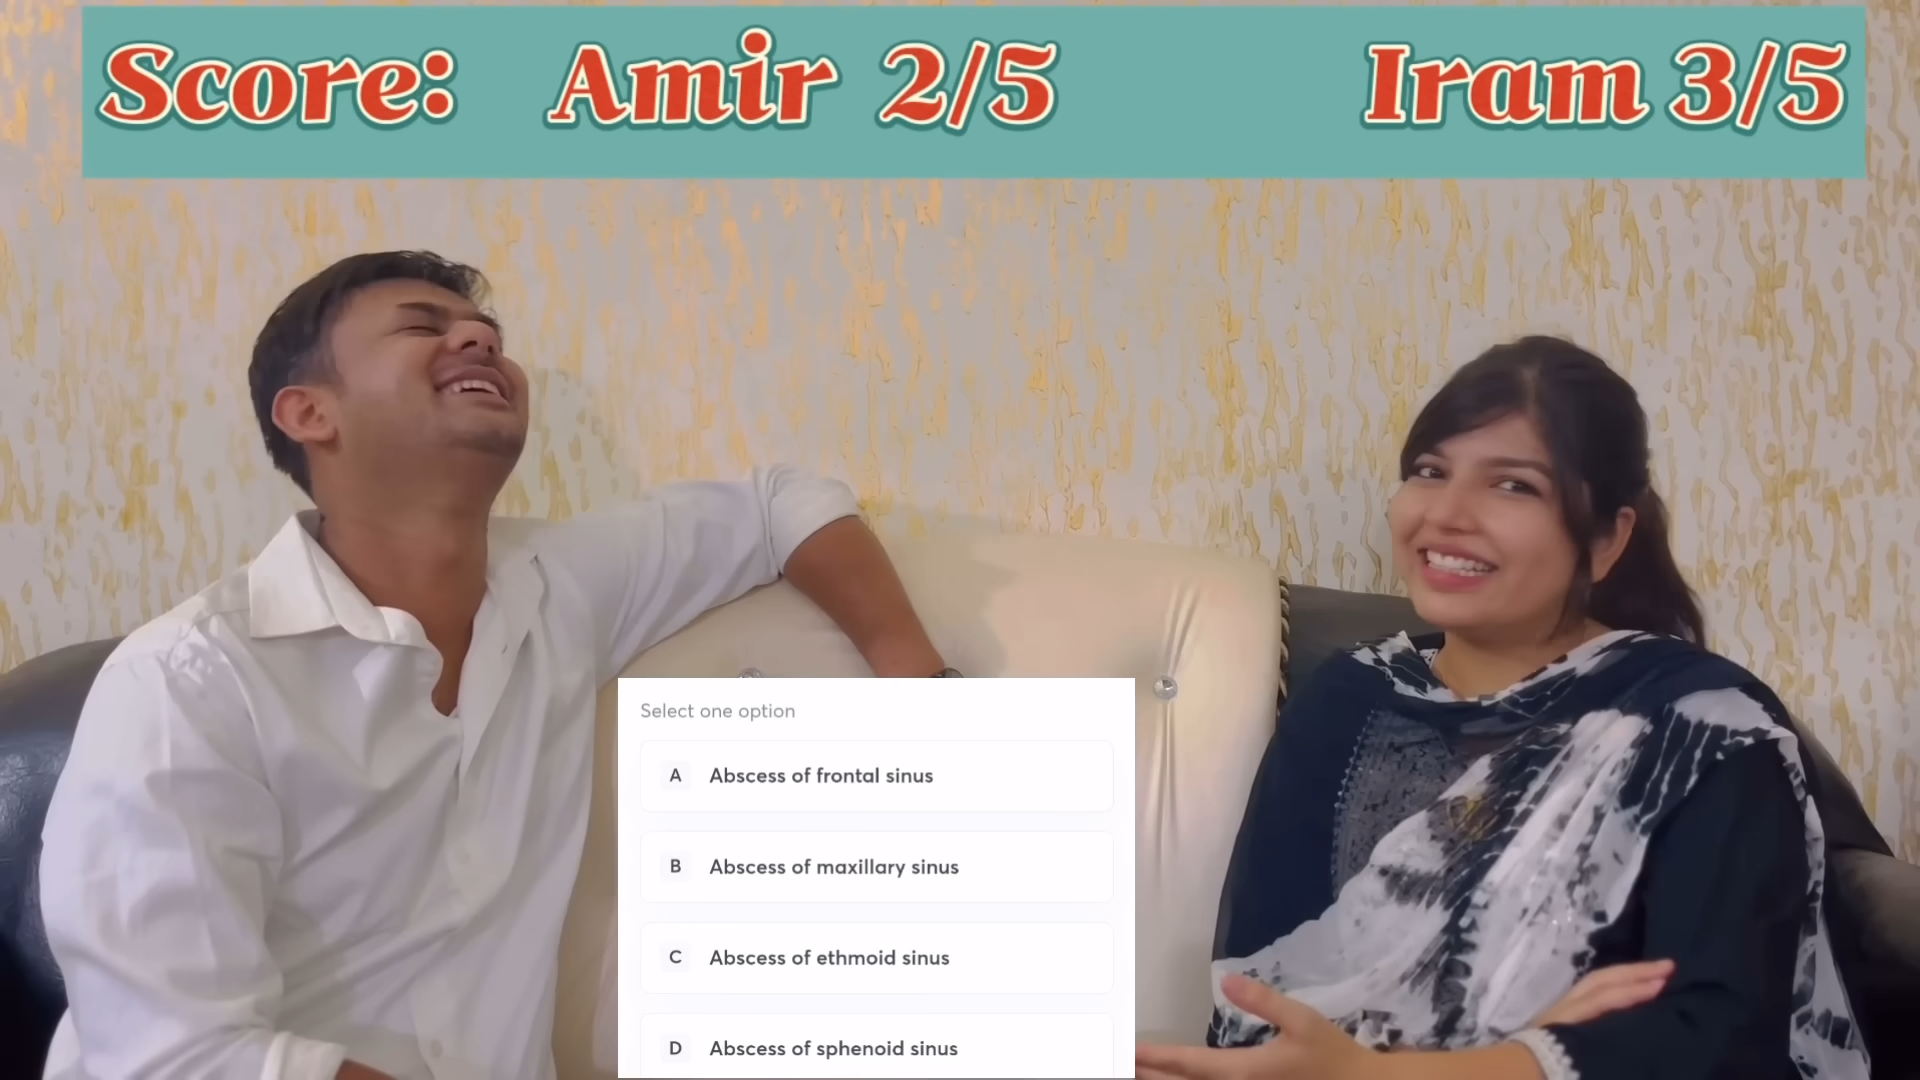 Score: Amir 2/5 Iram 3/5
Select one option
A Abscess of frontal sinus
B Abscess of maxillary sinus
C Abscess of ethmoid sinus
D Abscess of sphenoid sinus